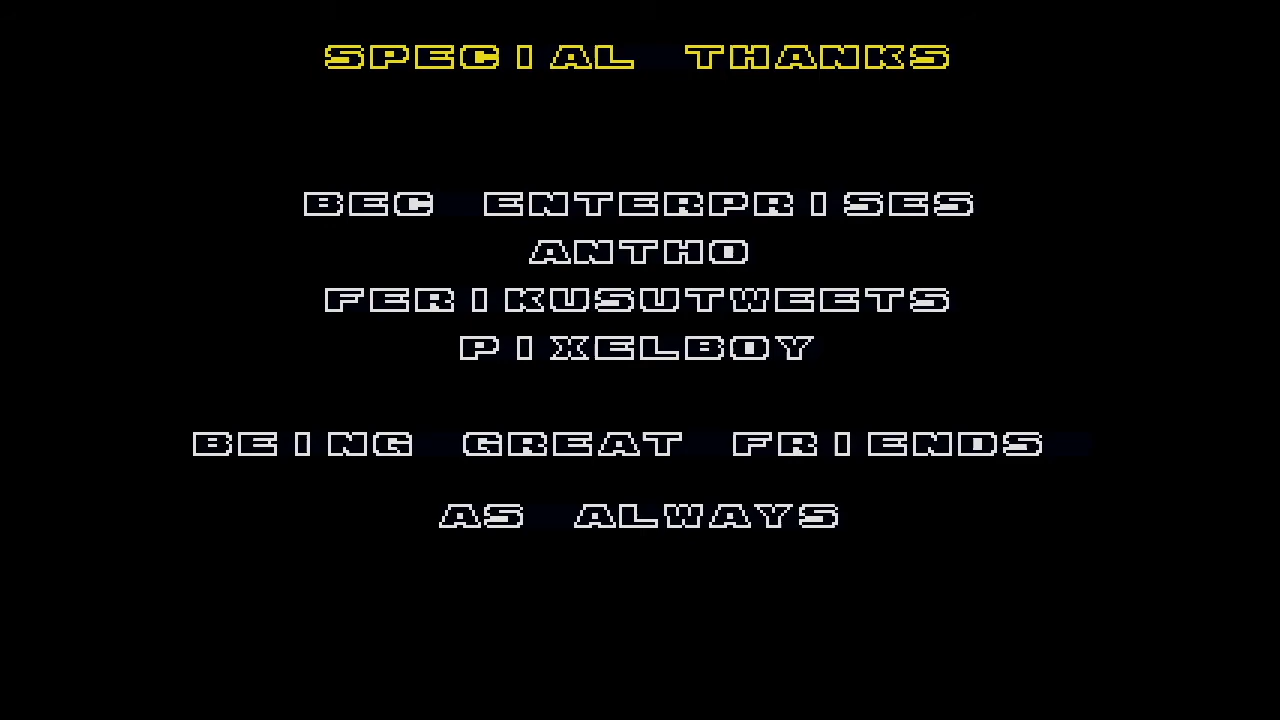 SPECIAL THANKS
BEC ENTERPRISES
ANTHO
FERIKUSUTWEETS
PIXELBOY
BEING GREAT FRIENDS
AS ALWAYS